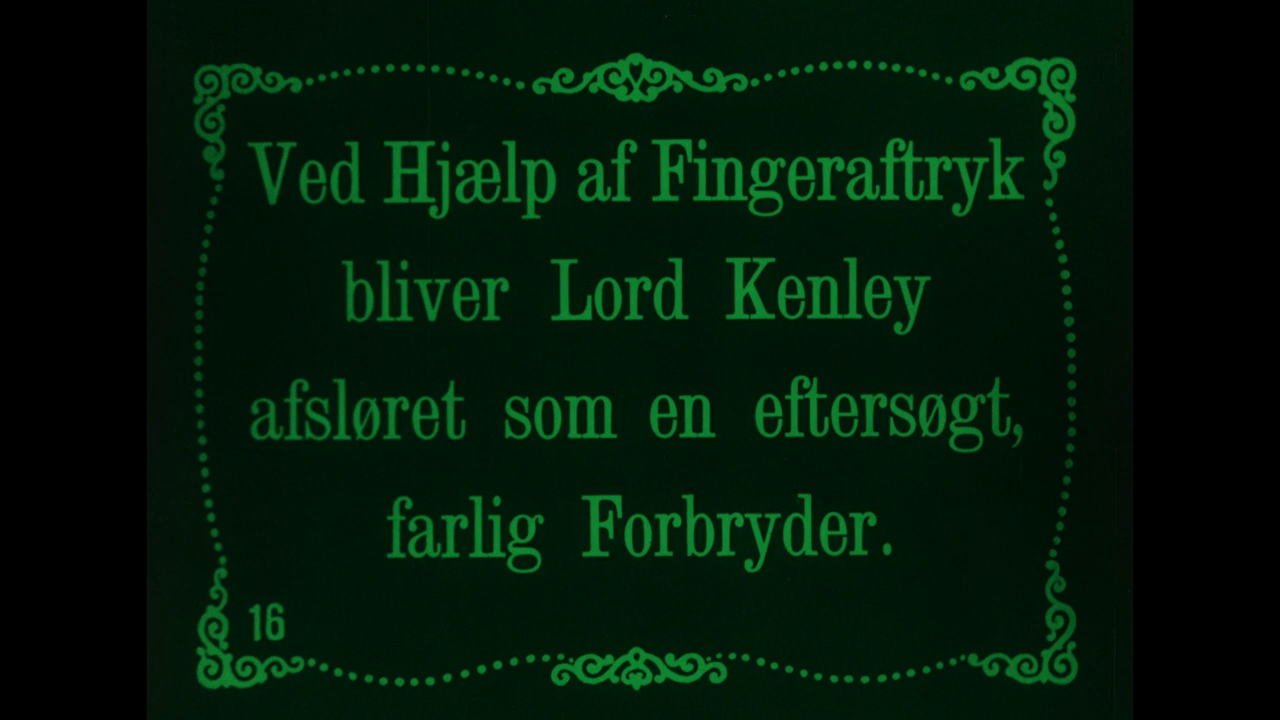 Ved Hjælp af Fingeraftryk
bliver Lord Kenley
afsløret som en eftersøgt,
farlig Forbryder.
16